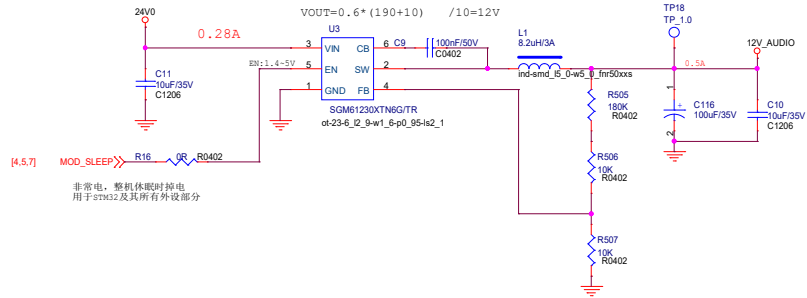 VOUT=0.6*(190+10) /10=12V
24V0
0.28A
U3
TP18
TP_1.0
12V_AUDIO
3 VIN CB 6
C9 100nF/50V
C0402
L1
8.2uH/3A
EN:1.4~5V 5 EN SW 2
ind-smd_l5_0-w5_0_fnr50xxs
0.5A
1 GND FB 4
SGM61230XTN6G/TR
ot-23-6_l2_9-w1_6-p0_95-ls2_1
C11
10uF/35V
C1206
R505
180K
R0402
1
+
C116
100uF/35V
2
C10
10uF/35V
C1206
[4.5.7] MOD_SLEEP R16 0R R0402
R506
10K
R0402
非常电，整机休眠时掉电
用于STM32及其所有外设部分
R507
10K
R0402